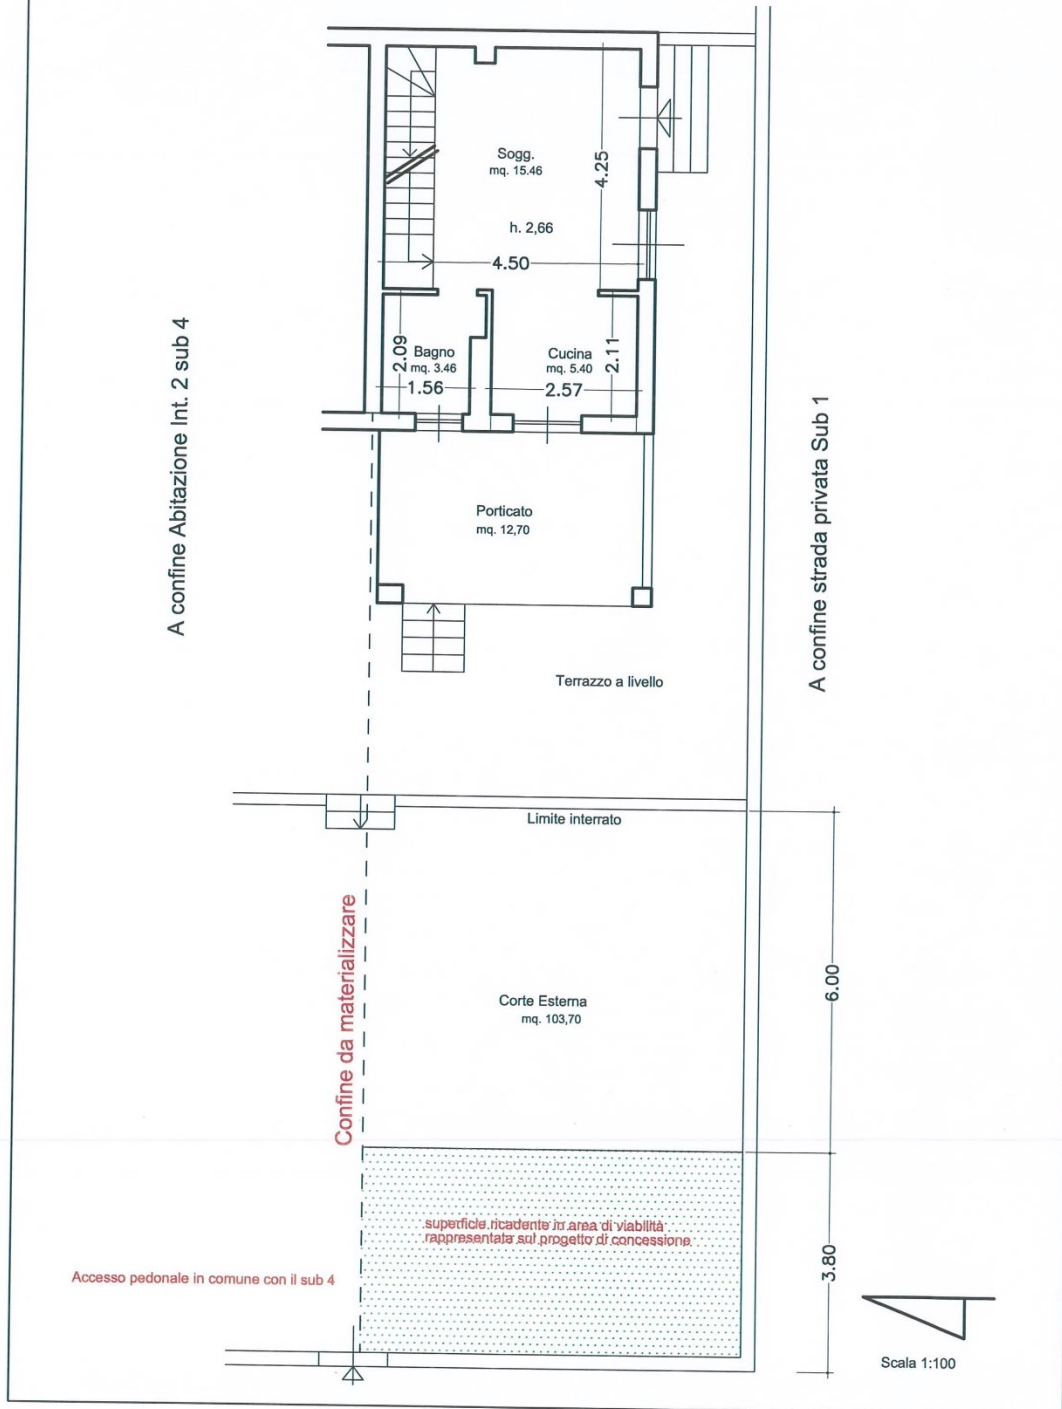 Sogg.
mq. 15.46
4.25
h. 2,66
4.50
2.09
Bagno
mq. 3.46
1.56
Cucina
mq. 5.40
2.57
2.11
A confine Abitazione Int. 2 sub 4
A confine strada privata Sub 1
Porticato
mq. 12,70
Terrazzo a livello
Limite interrato
Confine da materializzare
Corte Esterna
mq. 103,70
6.00
superficie ricadente in area di viabilità
rappresentata sul progetto di concessione
Accesso pedonale in comune con il sub 4
3.80
Scala 1:100